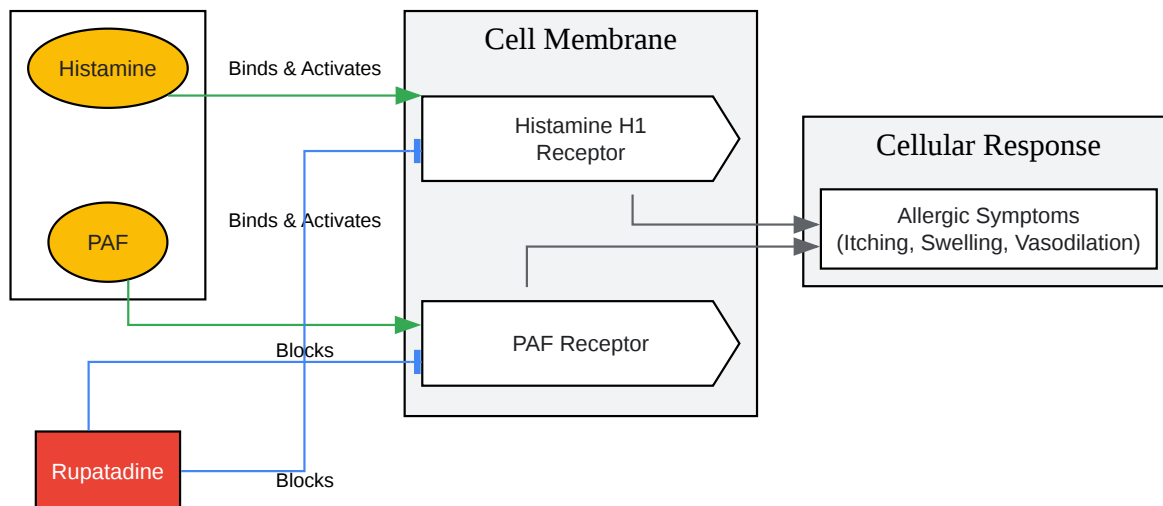 Cell Membrane
Histamine
Binds & Activates
Histamine H1
Receptor
Cellular Response
Binds & Activates
PAF
Allergic Symptoms
(Itching, Swelling, Vasodilation)
Blocks
PAF Receptor
Rupatadine
Blocks